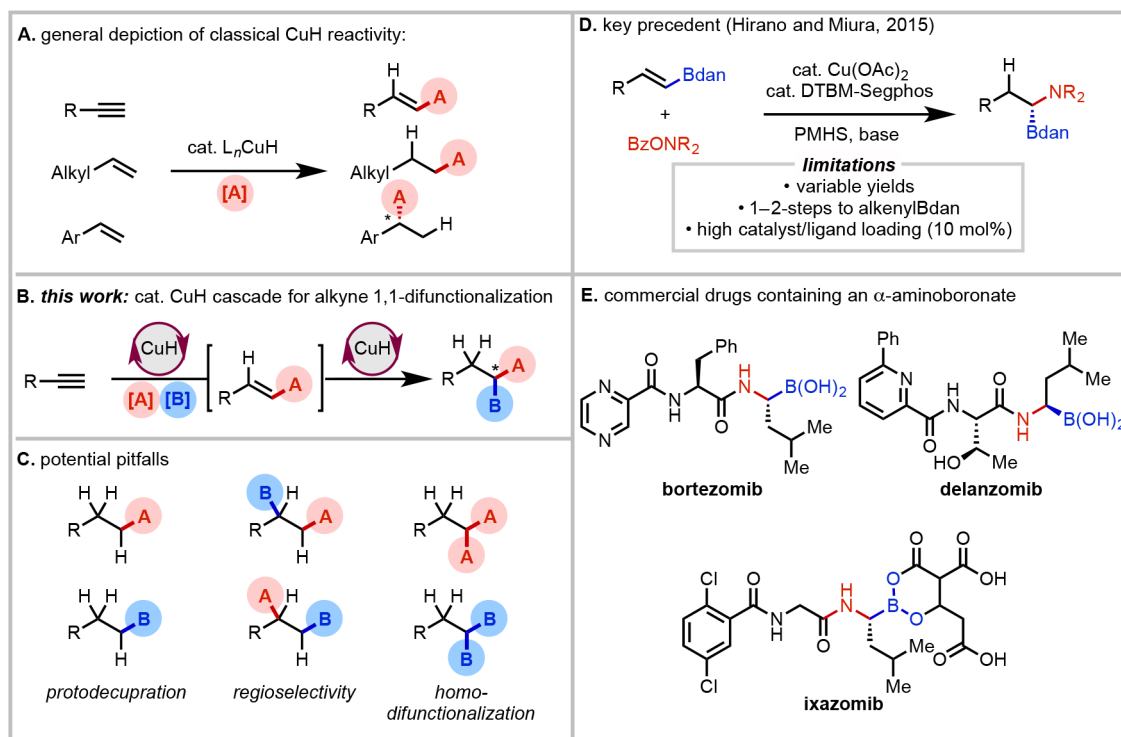 A. general depiction of classical CuH reactivity:
R
Alkyl
Ar
cat. LnCuH
[A]
H
R
A
H
Alkyl
A
A
*
Ar
H
B. this work: cat. CuH cascade for alkyne 1,1-difunctionalization
R
CuH
[A] [B]
H
R
A
CuH
H H
R
*
A
B
C. potential pitfalls
H H
R
A
H
B H
R
A
H
H H
R
A
A
H H
R
B
H
A H
R
B
H
H H
R
B
B
protodecupration
regioselectivity
homo-
difunctionalization
D. key precedent (Hirano and Miura, 2015)
R
Bdan
+
BzONR2
cat. Cu(OAc)2
cat. DTBM-Segphos
PMHS, base
H
R
NR2
Bdan
limitations
• variable yields
• 1–2-steps to alkenylBdan
• high catalyst/ligand loading (10 mol%)
E. commercial drugs containing an α-aminoboronate
N
N
O
N
H
Ph
O
H
N
B(OH)2
Me
Me
bortezomib
Ph
N
O
H
N
HO
Me
O
N
H
Me
Me
B(OH)2
delanzomib
Cl
Cl
O
N
H
O
H
N
B
O
O
O
O
OH
O
OH
Me
Me
ixazomib